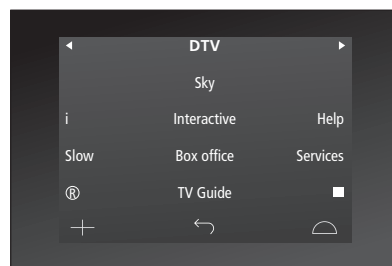 DTV
Sky
i Interactive Help
Slow Box office Services
® TV Guide